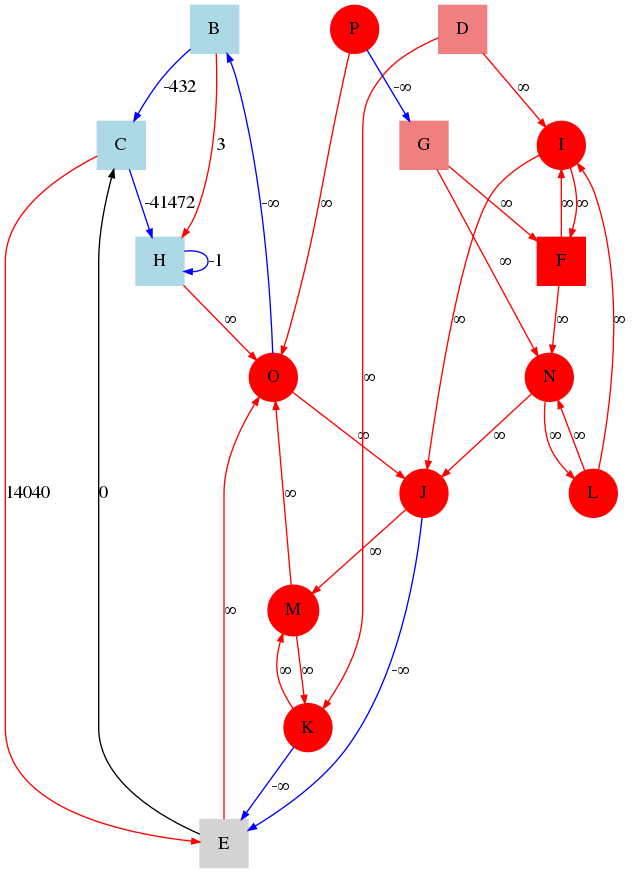 B
P
D
-432
-∞
∞
C
3
G
I
-41472
-∞
∞
∞
∞
∞
H
-1
∞
F
∞
∞
∞
∞
O
∞
N
∞
∞
∞
∞
14040
0
∞
J
L
∞
∞
M
∞
∞
∞
-∞
K
-∞
E